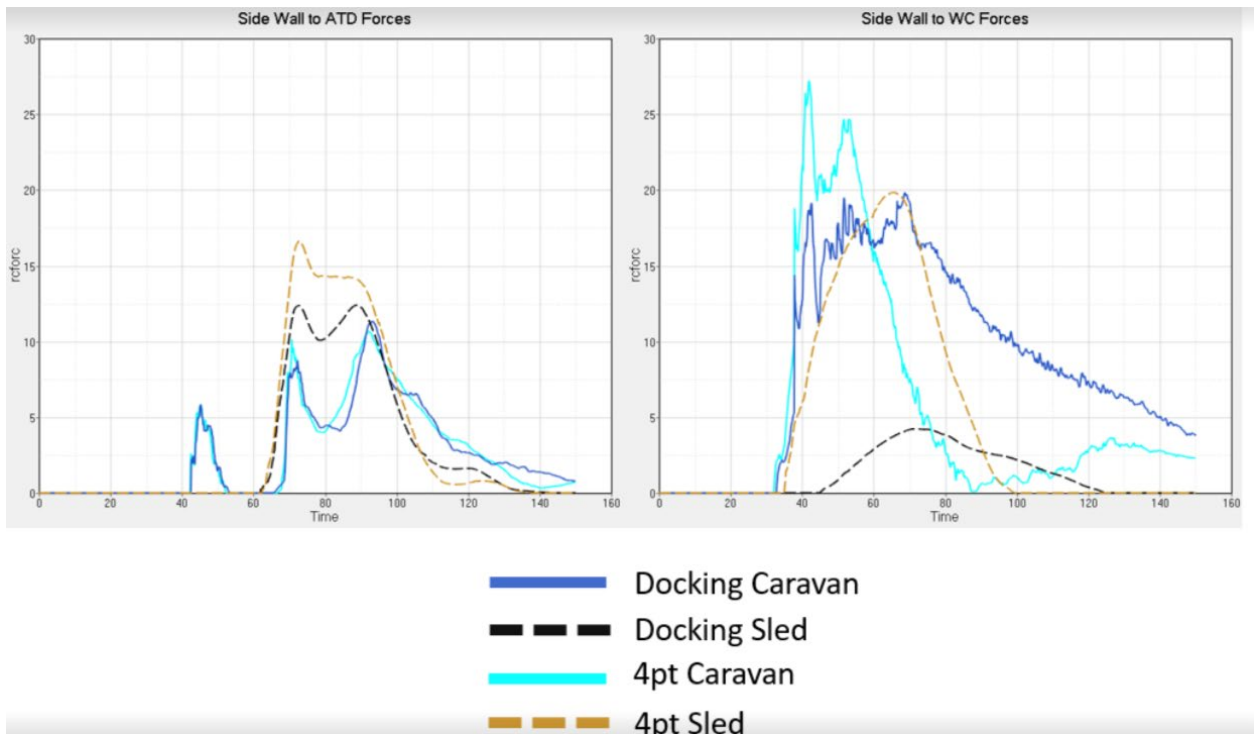 Side Wall to ATD Forces
30
25
20
15
10
5
0
rcforc
0 20 40 60 80 100 120 140 160
Time
Side Wall to WC Forces
30
25
20
15
10
5
0
rcforc
0 20 40 60 80 100 120 140 160
Time
Docking Caravan
Docking Sled
4pt Caravan
4pt Sled